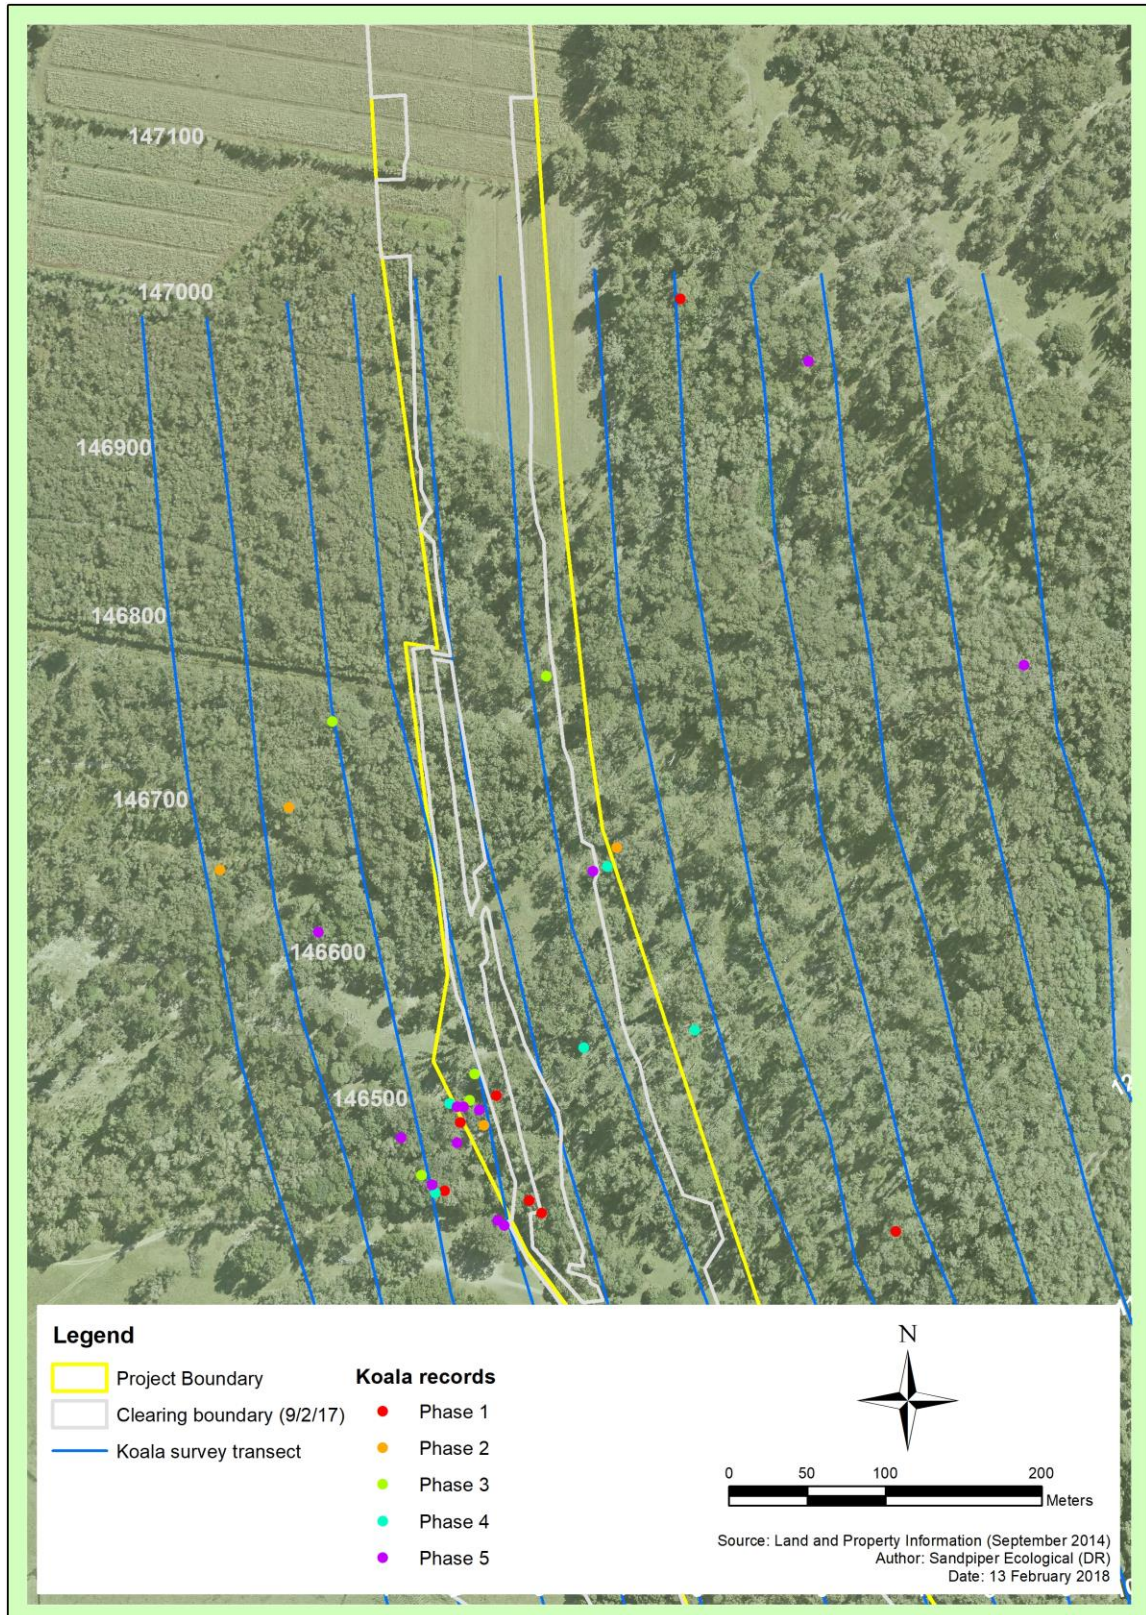 147100
147000
146900
146800
146700
146600
146500
Legend
Project Boundary
Clearing boundary (9/2/17)
Koala survey transect
Koala records
Phase 1
Phase 2
Phase 3
Phase 4
Phase 5
N
0 50 100 200
Meters
Source: Land and Property Information (September 2014)
Author: Sandpiper Ecological (DR)
Date: 13 February 2018